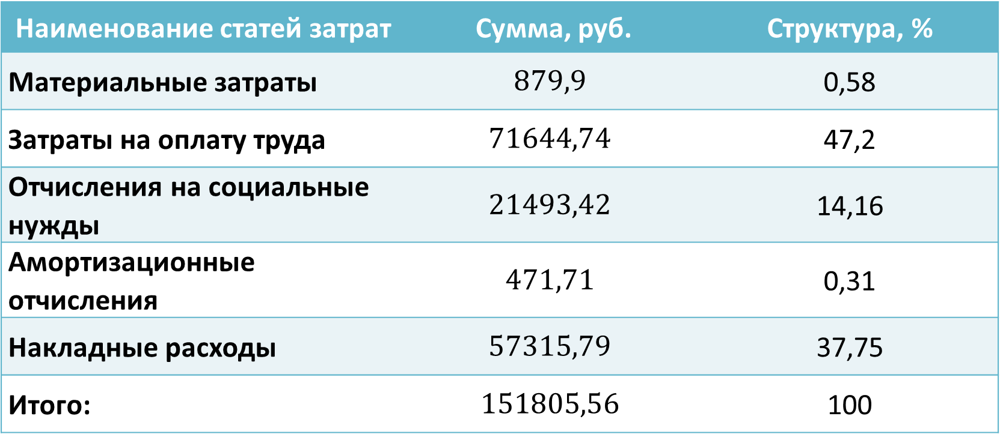 Наименование статей затрат Сумма, руб. Структура, %
Материальные затраты 879,9 0,58
Затраты на оплату труда 71644,74 47,2
Отчисления на социальные
нужды 21493,42 14,16
Амортизационные
отчисления 471,71 0,31
Накладные расходы 57315,79 37,75
Итого: 151805,56 100